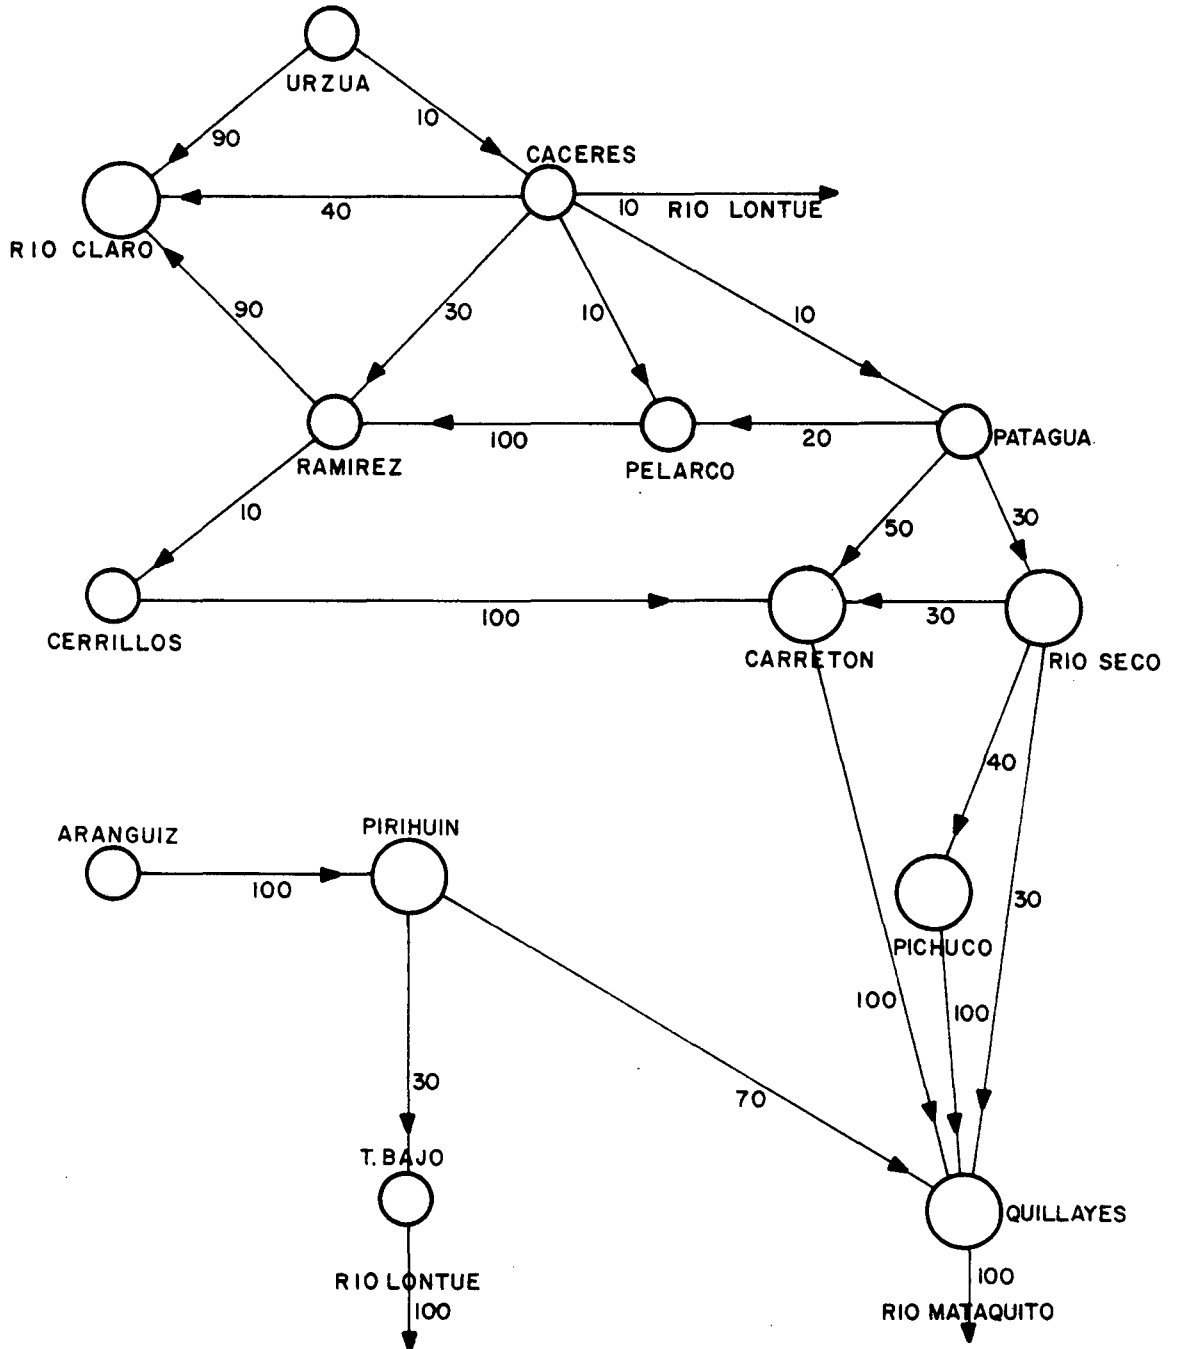 URZUA
10
90
CACERES
40
10 RIO LONTUE
RIO CLARO
90
30
10
10
100
20
PATAGUA
RAMIREZ
PELARCO
10
50
30
100
30
CERRILLOS
CARRETON
RIO SECO
40
PIRIHUIN
ARANGUIZ
100
30
PICHUCO
100
100
30
70
T. BAJO
QUILLAYES
100
RIO LONTUE
100
RIO MATAQUITO